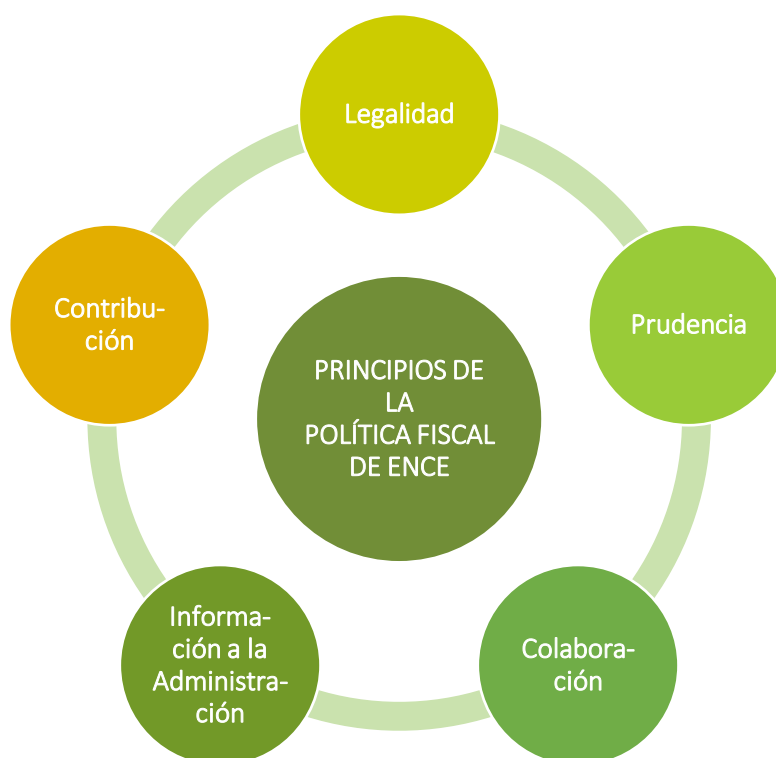 Legalidad
Prudencia
Colabora-
ción
Informa-
ción a la
Administra-
ción
Contribu-
ción
PRINCIPIOS DE
LA
POLÍTICA FISCAL
DE ENCE